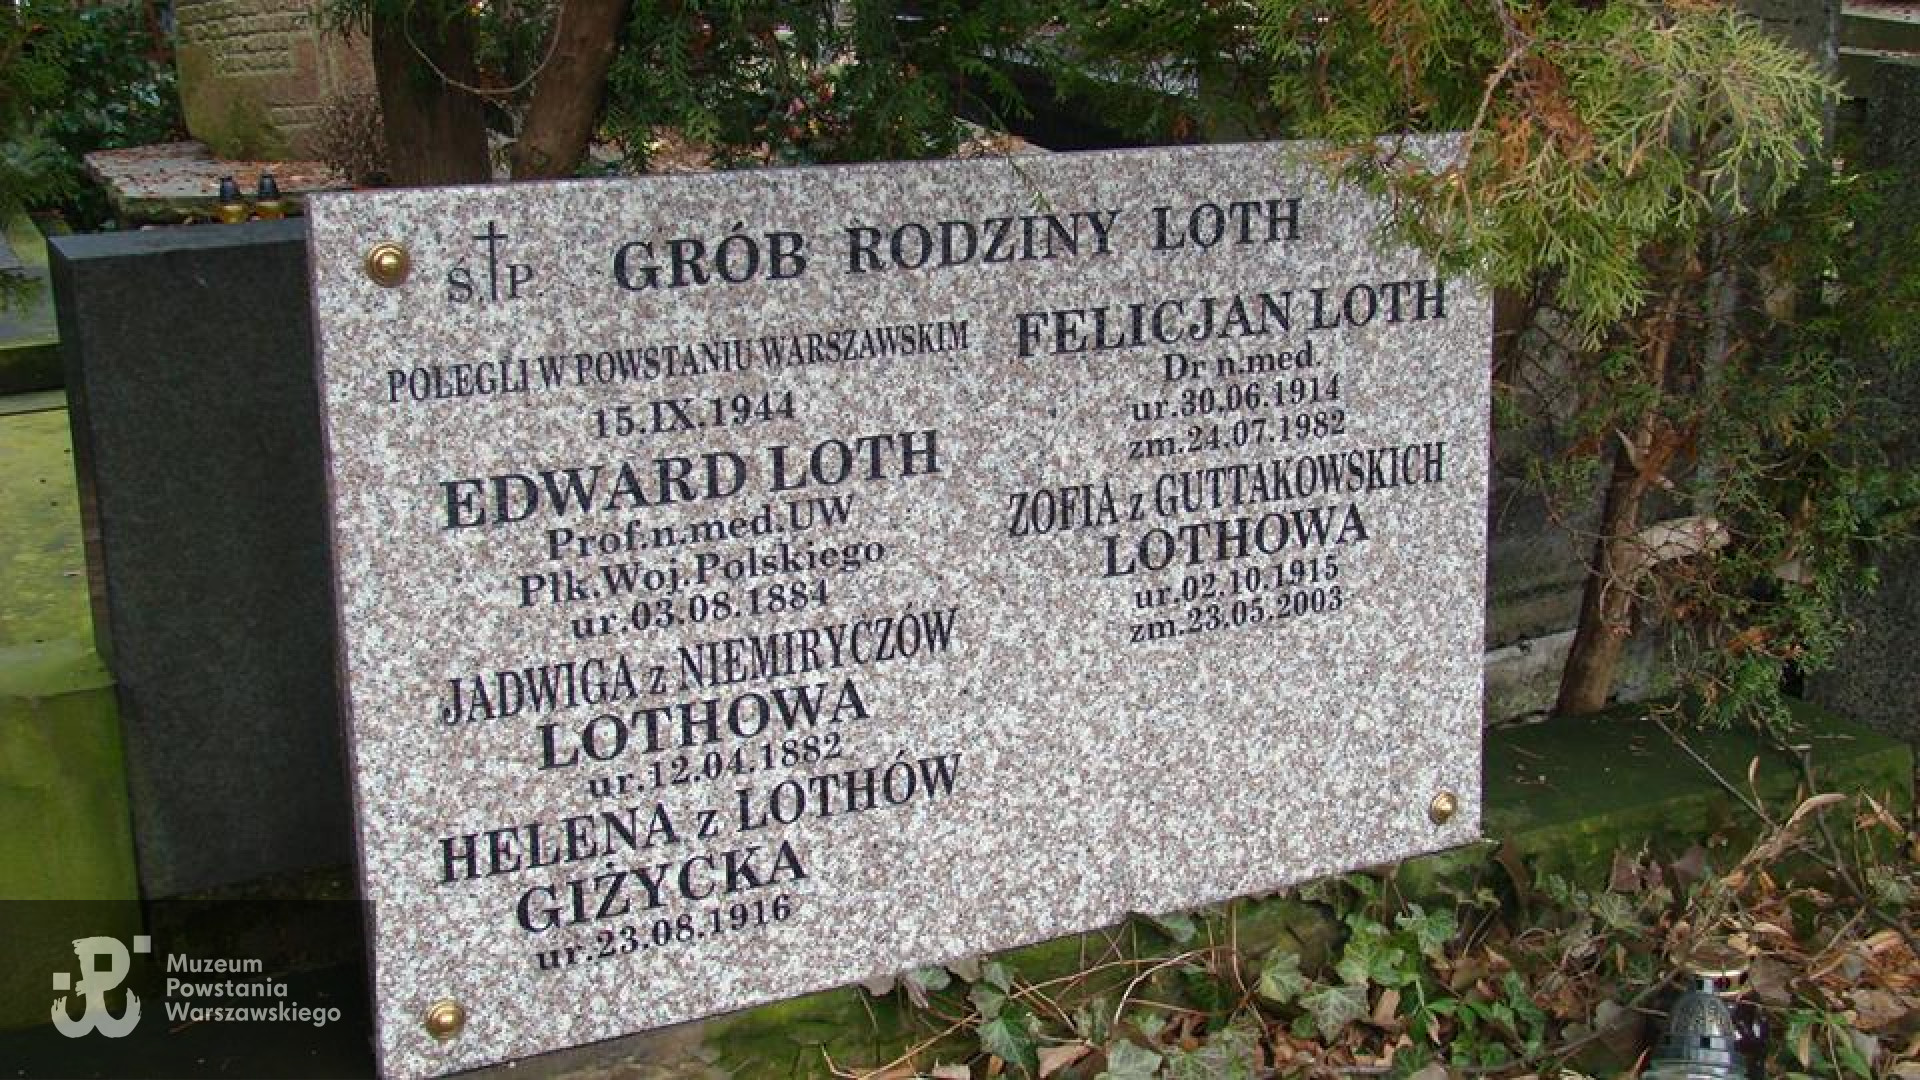 Ś.P. GRÓB RODZINY LOTH
POLEGLI W POWSTANIU WARSZAWSKIM
15.IX.1944
EDWARD LOTH
Prof.n.med.UW
Płk.Woj.Polskiego
ur.03.08.1884
JADWIGA z NIEMIRYCZÓW
LOTHOWA
ur.12.04.1882
HELENA z LOTHÓW
GIŻYCKA
ur.23.08.1916
FELICJAN LOTH
Dr n.med.
ur.30.06.1914
zm.24.07.1982
ZOFIA z GUTTAKOWSKICH
LOTHOWA
ur.02.10.1915
zm.23.05.2003
Muzeum
Powstania
Warszawskiego